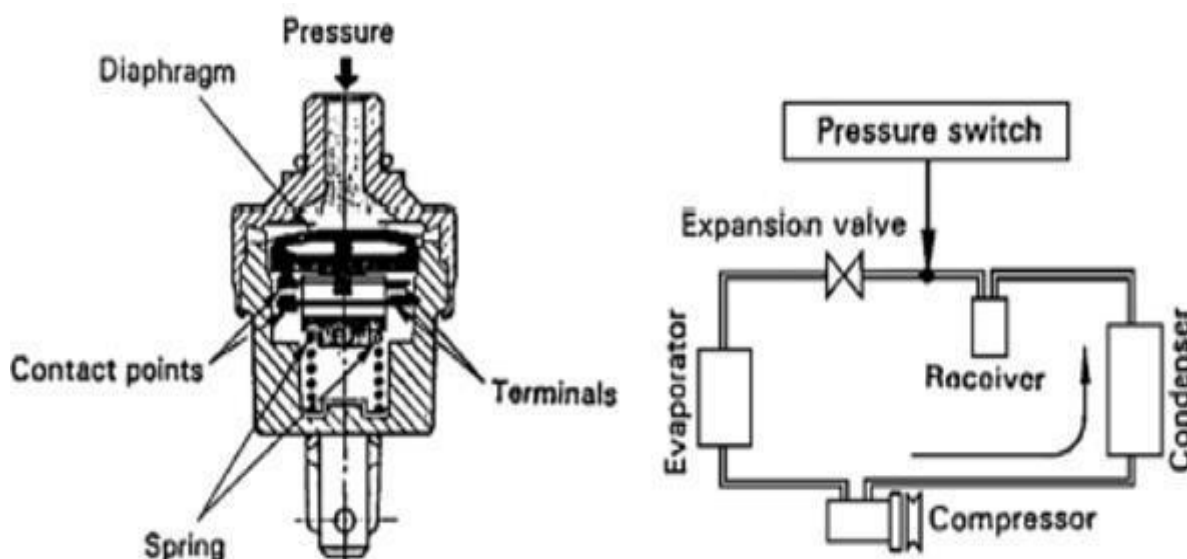 Pressure
Diaphragm
Contact points
Terminals
Spring
Pressure switch
Expansion valve
Evaporator
Receiver
Condenser
Compressor